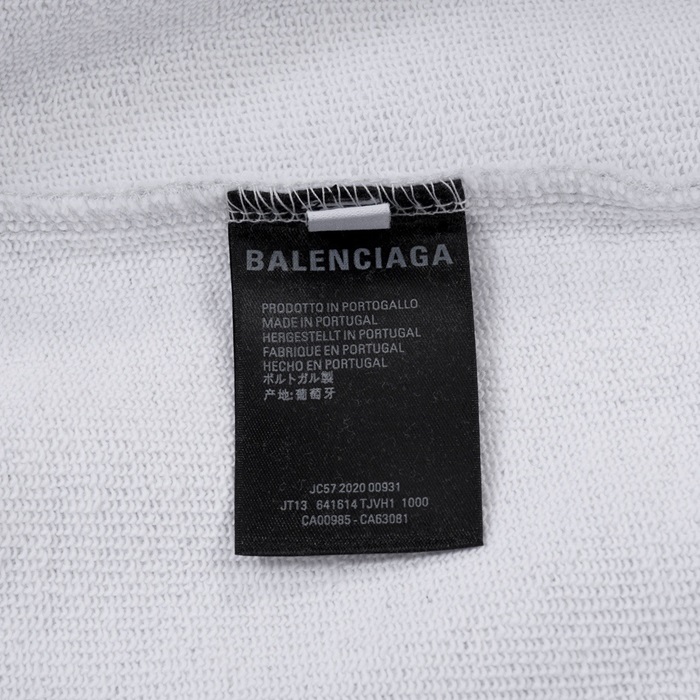 BALENCIAGA
PRODOTTO IN PORTOGALLO
MADE IN PORTUGAL
HERGESTELLT IN PORTUGAL
FABRIQUE EN PORTUGAL
HECHO EN PORTUGAL
ポルトガル製
产地:葡萄牙
JC57 2020 00931
JT13 641614 TJVH1 1000
CA00985 - CA63081